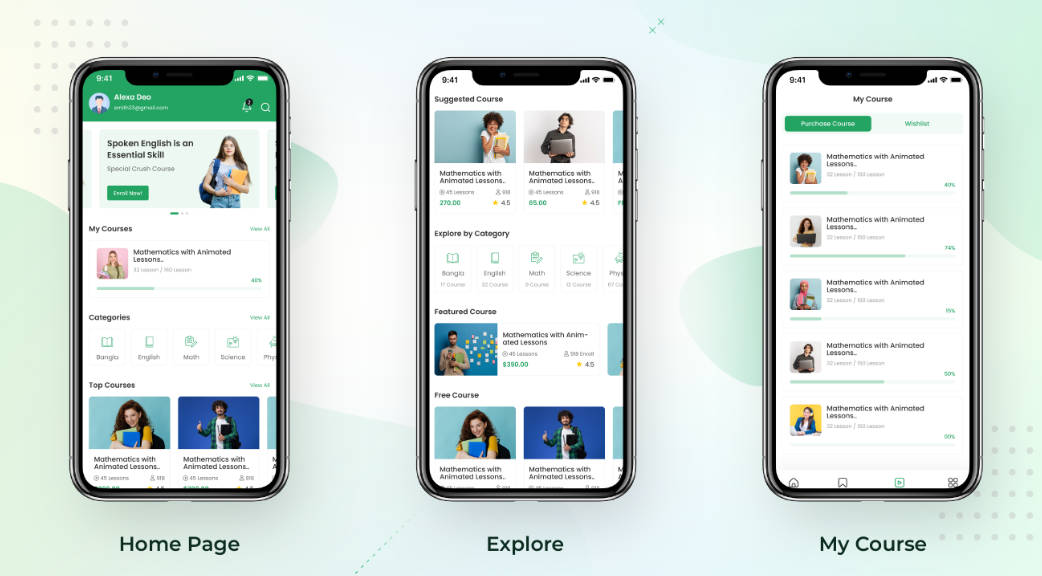 9:41
Alexa Deo
smith23@gmail.com
2
Spoken English is an
Essential Skill
Special Crush Course
Enroll Now!
My Courses
View All
Mathematics with Animated
Lessons..
32 Lesson / 160 Lesson
40%
Categories
View All
Bangla
English
Math
Science
Phy
Top Courses
View All
Mathematics with
Animated Lessons..
45 Lessons
918
Mathematics with
Animated Lessons..
45 Lessons
918
4.5
Home Page
9:41
Suggested Course
Mathematics with
Animated Lessons..
45 Lessons
918
270.00
4.5
Mathematics with
Animated Lessons..
45 Lessons
918
65.00
4.5
Explore by Category
Bangla
17 Course
English
32 Course
Math
9 Course
Science
12 Course
Phys
67 Co
Featured Course
Mathematics with Anim-
ated Lessons
45 Lessons
918 Enroll
$390.00
4.5
Free Course
Mathematics with
Animated Lessons..
Mathematics with
Animated Lessons..
Explore
9:41
My Course
Purchase Course
Wishlist
Mathematics with Animated
Lessons..
32 Lesson / 160 Lesson
40%
Mathematics with Animated
Lessons..
32 Lesson / 160 Lesson
74%
Mathematics with Animated
Lessons..
32 Lesson / 160 Lesson
15%
Mathematics with Animated
Lessons..
32 Lesson / 160 Lesson
50%
Mathematics with Animated
Lessons..
32 Lesson / 160 Lesson
My Course